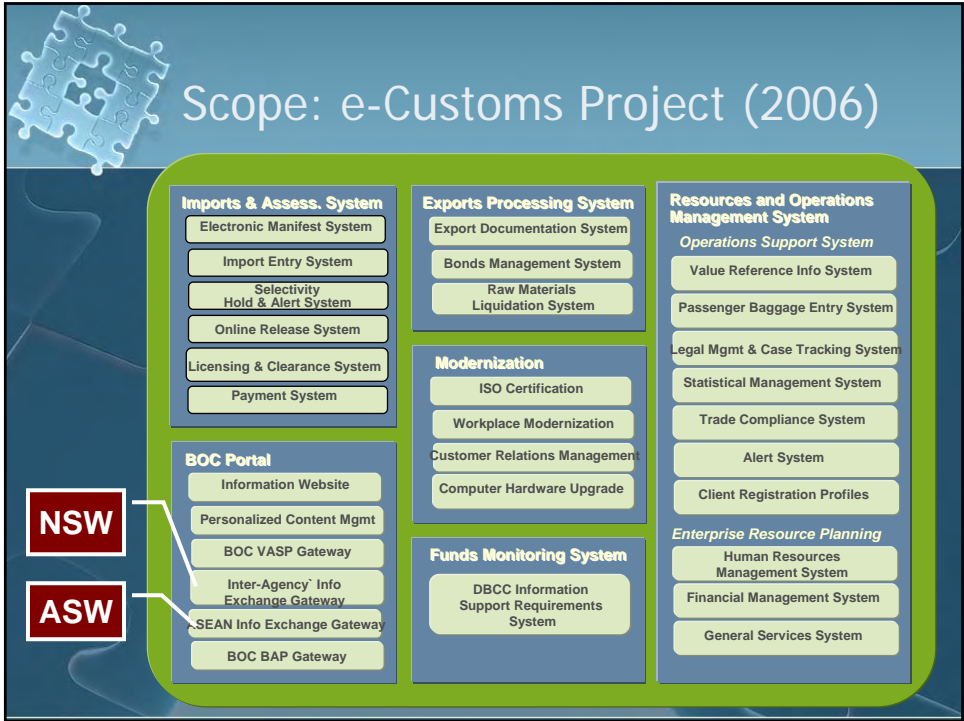 Scope: e-Customs Project (2006)
Imports & Assess. System
Electronic Manifest System
Import Entry System
Selectivity
Hold & Alert System
Online Release System
Licensing & Clearance System
Payment System
BOC Portal
Information Website
Personalized Content Mgmt
BOC VASP Gateway
Inter-Agency` Info
Exchange Gateway
ASEAN Info Exchange Gateway
BOC BAP Gateway
NSW
ASW
Exports Processing System
Export Documentation System
Bonds Management System
Raw Materials
Liquidation System
Modernization
ISO Certification
Workplace Modernization
Customer Relations Management
Computer Hardware Upgrade
Funds Monitoring System
DBCC Information
Support Requirements
System
Resources and Operations
Management System
Operations Support System
Value Reference Info System
Passenger Baggage Entry System
Legal Mgmt & Case Tracking System
Statistical Management System
Trade Compliance System
Alert System
Client Registration Profiles
Enterprise Resource Planning
Human Resources
Management System
Financial Management System
General Services System